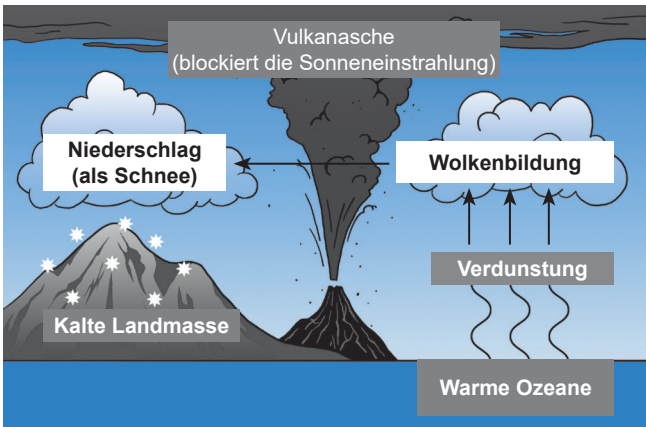 Vulkanasche
(blockiert die Sonneneinstrahlung)
Niederschlag
(als Schnee)
Wolkenbildung
Verdunstung
Kalte Landmasse
Warme Ozeane